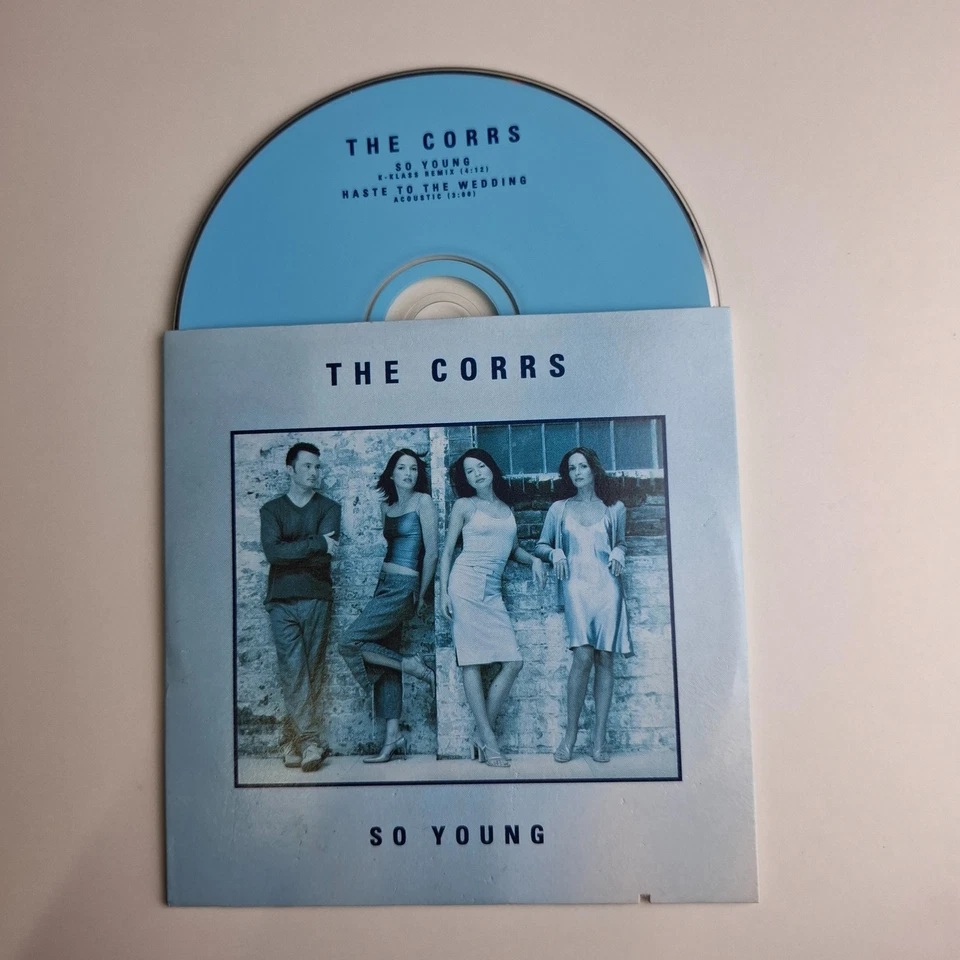 THE CORRS
SO YOUNG
K-KLASS REMIX (4:12)
HASTE TO THE WEDDING
ACOUSTIC
THE CORRS
SO YOUNG